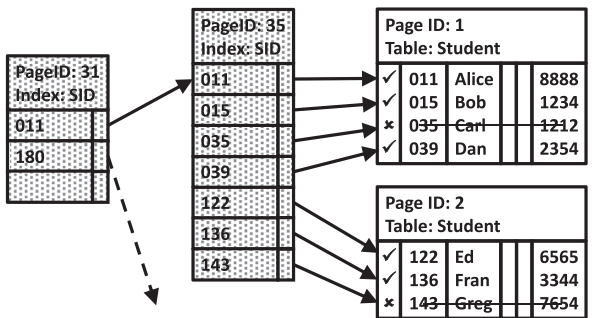 PageID: 31
Index: SID
011
180
PageID: 35
Index: SID
011
015
035
039
122
136
143
Page ID: 1
Table: Student
✓ 011 Alice 8888
✓ 015 Bob 1234
✖ 035 Carl 1212
✓ 039 Dan 2354
Page ID: 2
Table: Student
✓ 122 Ed 6565
✓ 136 Fran 3344
✖ 143 Greg 7654